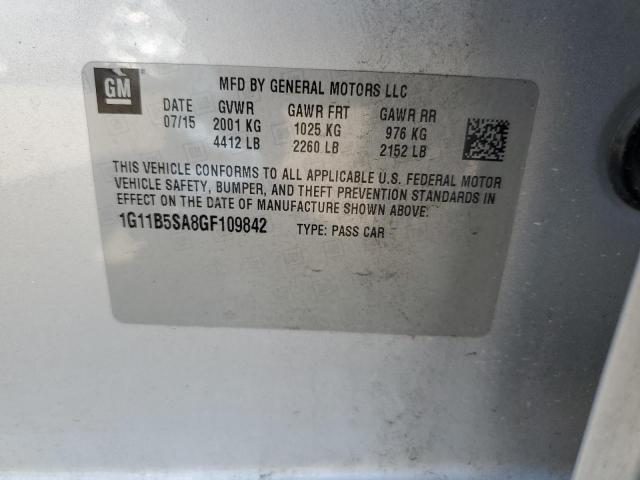 GM
MFD BY GENERAL MOTORS LLC
DATE GVWR GAWR FRT GAWR RR
07/15 2001 KG 1025 KG 976 KG
4412 LB 2260 LB 2152 LB
THIS VEHICLE CONFORMS TO ALL APPLICABLE U.S. FEDERAL MOTOR
VEHICLE SAFETY, BUMPER, AND THEFT PREVENTION STANDARDS IN
EFFECT ON THE DATE OF MANUFACTURE SHOWN ABOVE:
1G11B5SA8GF109842 TYPE: PASS CAR